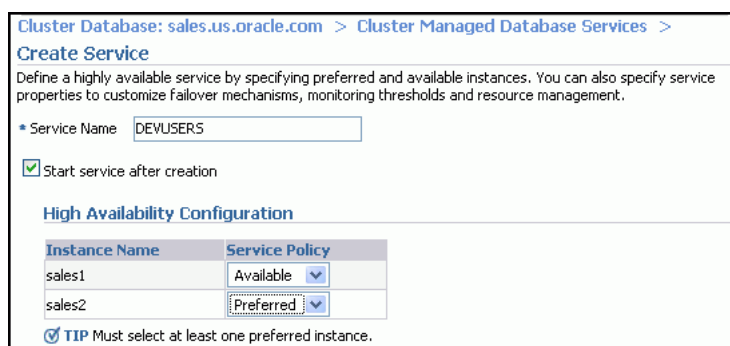 Cluster Database: sales.us.oracle.com > Cluster Managed Database Services >
Create Service
Define a highly available service by specifying preferred and available instances. You can also specify service
properties to customize failover mechanisms, monitoring thresholds and resource management.
* Service Name DEVUSERS
Start service after creation
High Availability Configuration
Instance Name Service Policy
sales1 Available
sales2 Preferred
TIP Must select at least one preferred instance.